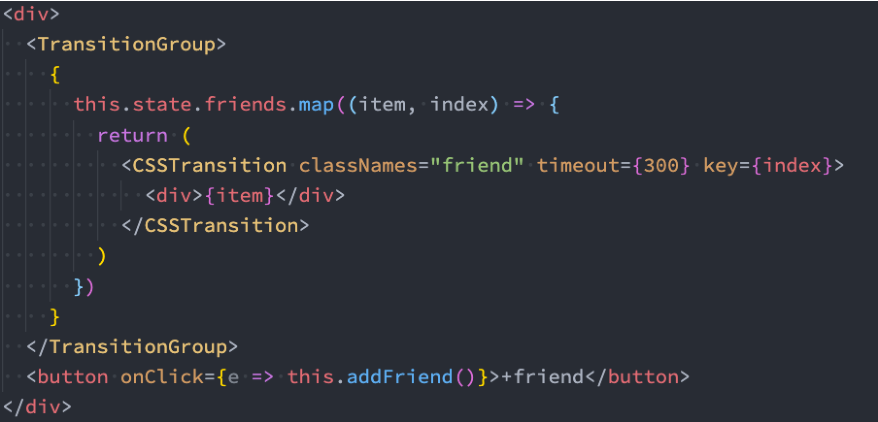 <div>
<TransitionGroup>
{
this.state.friends.map((item, index) => {
return (
<CSSTransition classNames="friend" timeout={300} key={index}>
<div>{item}</div>
</CSSTransition>
)
})
}
</TransitionGroup>
<button onClick={e => this.addFriend()}>+friend</button>
</div>